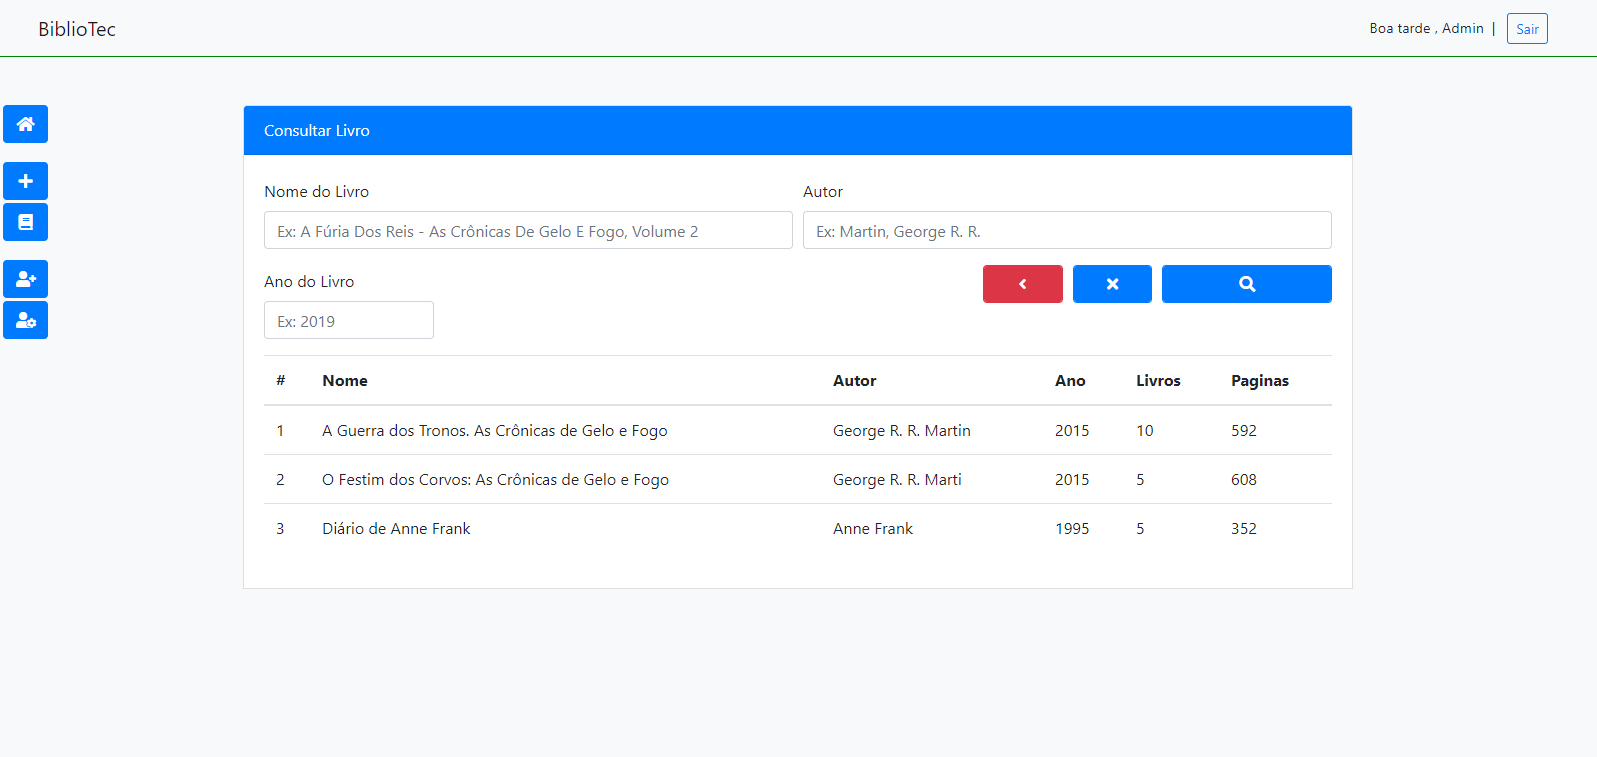 BiblioTec
Boa tarde , Admin |
Sair
Consultar Livro
Nome do Livro
Autor
Ex: A Fúria Dos Reis - As Crônicas De Gelo E Fogo, Volume 2
Ex: Martin, George R. R.
Ano do Livro
Ex: 2019
# Nome Autor Ano Livros Paginas
1 A Guerra dos Tronos. As Crônicas de Gelo e Fogo George R. R. Martin 2015 10 592
2 O Festim dos Corvos: As Crônicas de Gelo e Fogo George R. R. Marti 2015 5 608
3 Diário de Anne Frank Anne Frank 1995 5 352